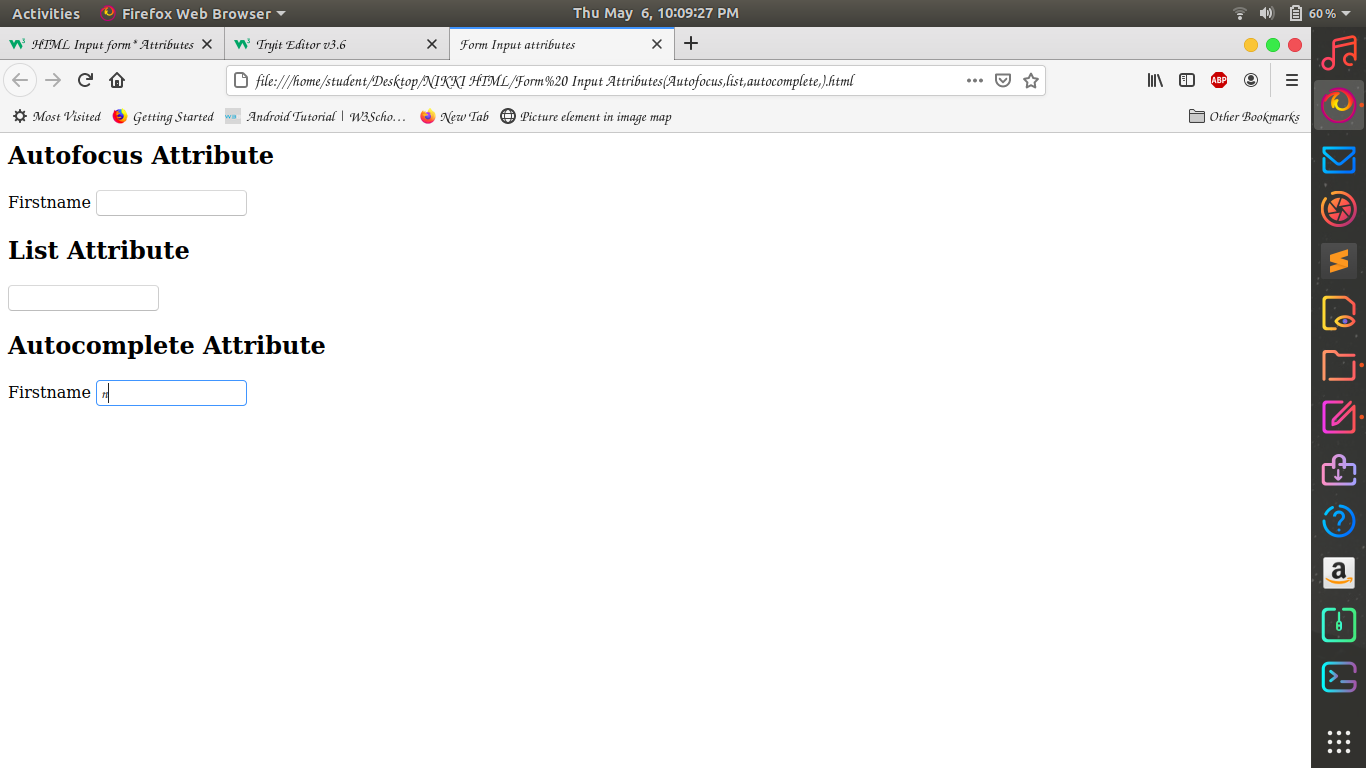 Activities Firefox Web Browser Thu May 6, 10:09:27 PM 60 %
HTML Input form* Attributes Tryit Editor v3.6 Form Input attributes
file:///home/student/Desktop/NIKKI HTML/Form%20 Input Attributes(Autofocus,list,autocomplete,).html ABP
Most Visited Getting Started Android Tutorial | W3Scho… New Tab Picture element in image map Other Bookmarks
Autofocus Attribute
Firstname
List Attribute
Autocomplete Attribute
Firstname n